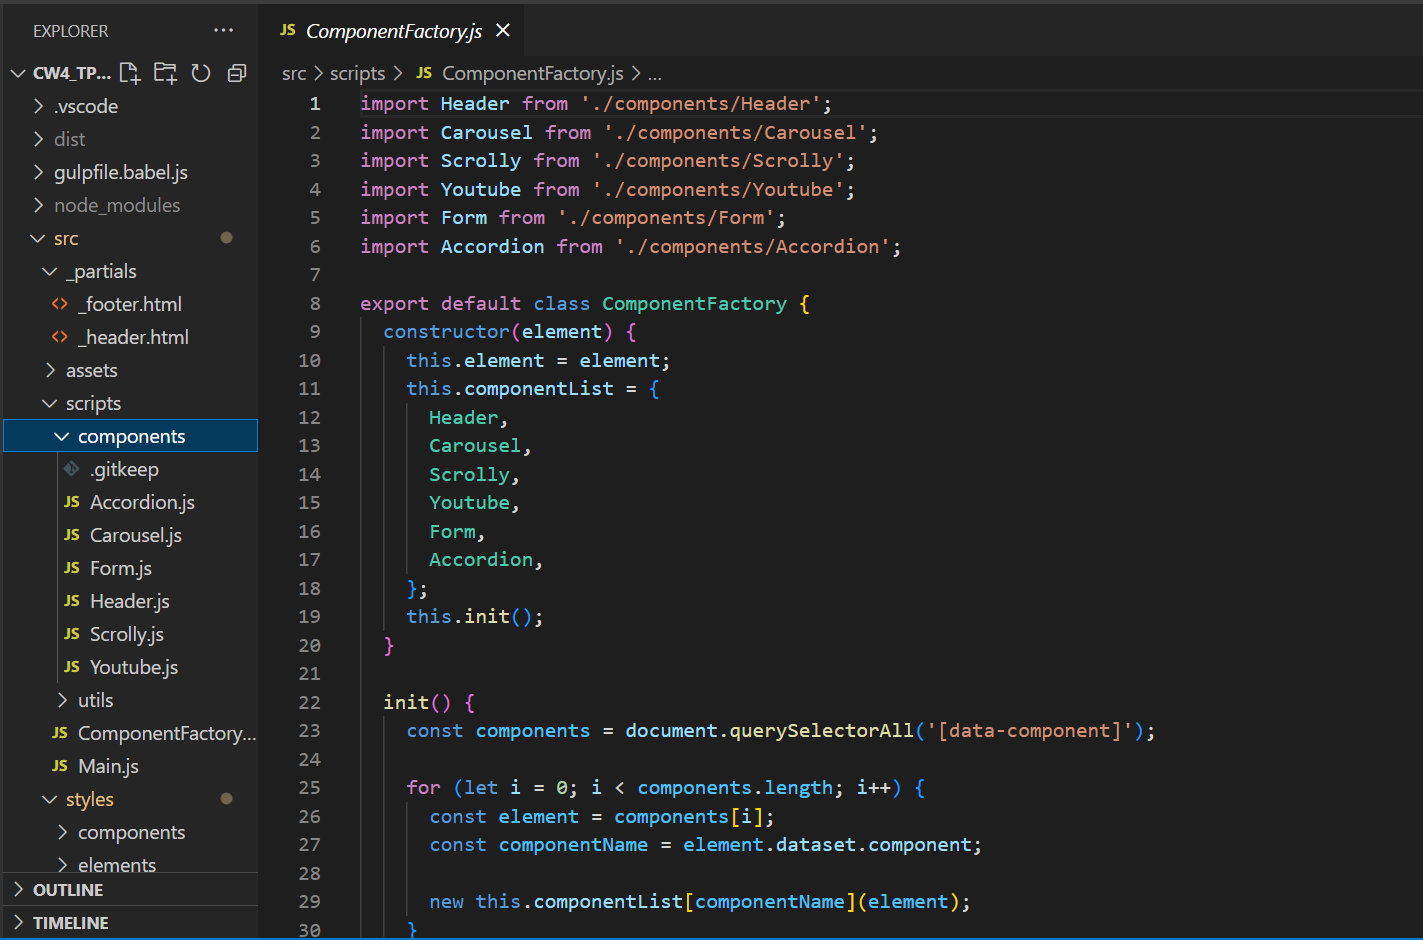 EXPLORER
CW4_TP...
.vscode
dist
gulpfile.babel.js
node_modules
src
_partials
_footer.html
_header.html
assets
scripts
components
.gitkeep
JS Accordion.js
JS Carousel.js
JS Form.js
JS Header.js
JS Scrolly.js
JS Youtube.js
utils
JS ComponentFactory...
JS Main.js
styles
components
elements
OUTLINE
TIMELINE
JS ComponentFactory.js
src > scripts > JS ComponentFactory.js > ...
1 import Header from './components/Header';
2 import Carousel from './components/Carousel';
3 import Scrolly from './components/Scrolly';
4 import Youtube from './components/Youtube';
5 import Form from './components/Form';
6 import Accordion from './components/Accordion';
7
8 export default class ComponentFactory {
9 constructor(element) {
10 this.element = element;
11 this.componentList = {
12 Header,
13 Carousel,
14 Scrolly,
15 Youtube,
16 Form,
17 Accordion,
18 };
19 this.init();
20 }
21
22 init() {
23 const components = document.querySelectorAll('[data-component]');
24
25 for (let i = 0; i < components.length; i++) {
26 const element = components[i];
27 const componentName = element.dataset.component;
28
29 new this.componentList[componentName](element);
30 }